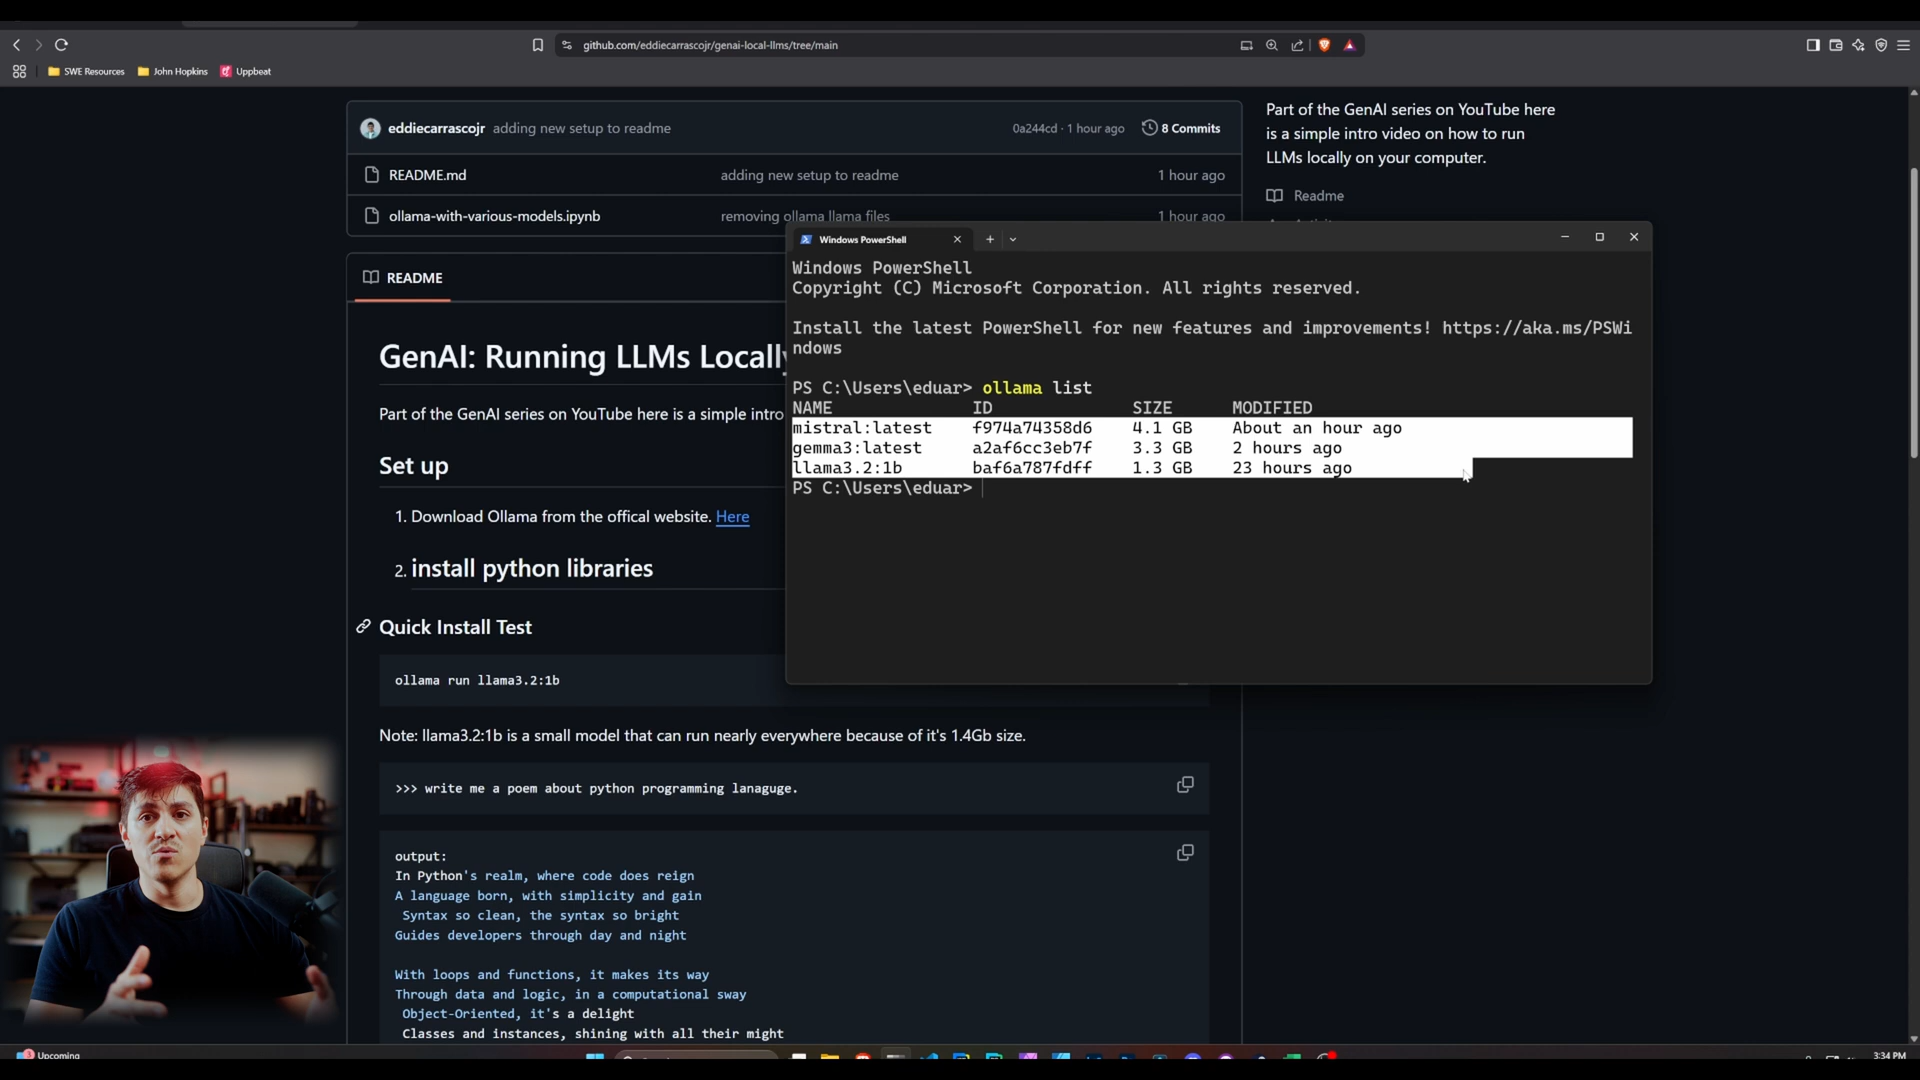 github.com/eddiecarrascojr/genai-local-llms/tree/main
SWE Resources
John Hopkins
Uppbeat
eddiecarrascojr adding new setup to readme
0a244cd · 1 hour ago
8 Commits
README.md
adding new setup to readme
1 hour ago
ollama-with-various-models.ipynb
removing ollama llama files
1 hour ago
Part of the GenAI series on YouTube here
is a simple intro video on how to run
LLMs locally on your computer.
Readme
README
GenAI: Running LLMs Locally
Part of the GenAI series on YouTube here is a simple intro
Set up
1. Download Ollama from the offical website. Here
2. install python libraries
Quick Install Test
ollama run llama3.2:1b
Note: llama3.2:1b is a small model that can run nearly everywhere because of it's 1.4Gb size.
>>> write me a poem about python programming lanaguge.
output:
In Python's realm, where code does reign
A language born, with simplicity and gain
Syntax so clean, the syntax so bright
Guides developers through day and night
With loops and functions, it makes its way
Through data and logic, in a computational sway
Object-Oriented, it's a delight
Classes and instances, shining with all their might
Windows PowerShell
Windows PowerShell
Copyright (C) Microsoft Corporation. All rights reserved.
Install the latest PowerShell for new features and improvements! https://aka.ms/PSWi
ndows
PS C:\Users\eduar> ollama list
NAME ID SIZE MODIFIED
mistral:latest f974a74358d6 4.1 GB About an hour ago
gemma3:latest a2af6cc3eb7f 3.3 GB 2 hours ago
llama3.2:1b baf6a787fdff 1.3 GB 23 hours ago
PS C:\Users\eduar>
Upcoming
3:34 PM